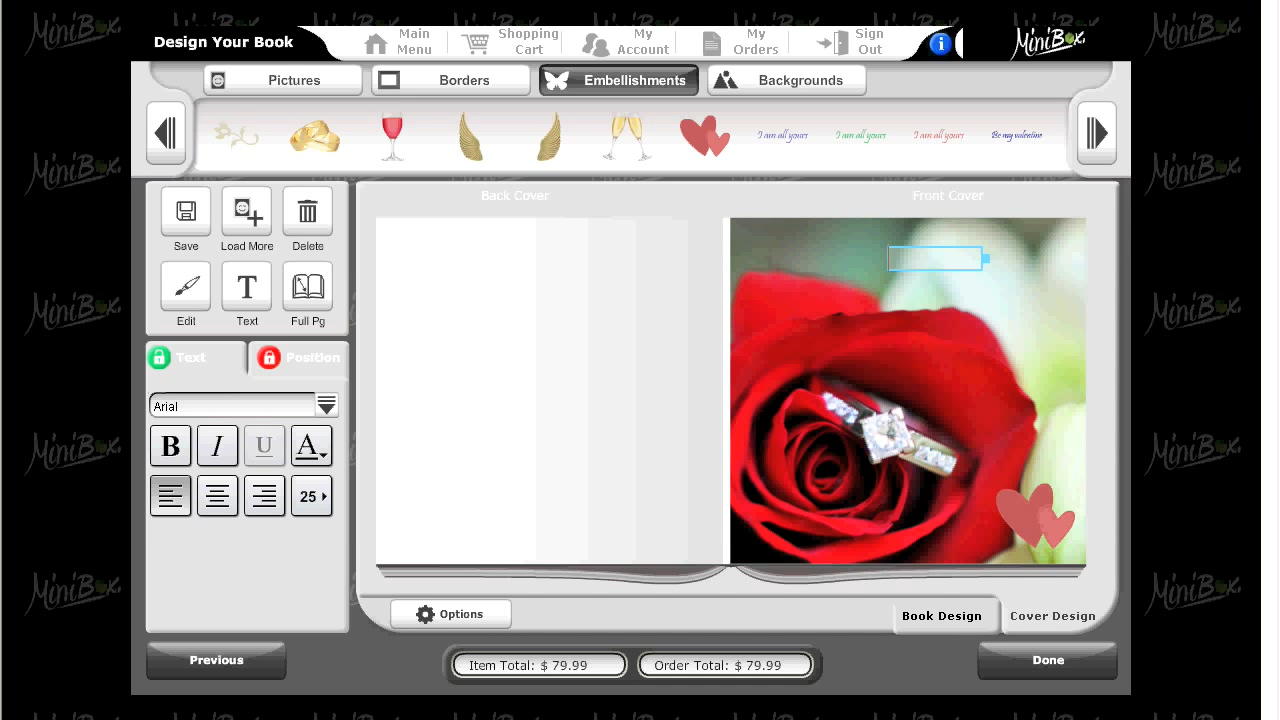 Design Your Book
Main
Menu
Shopping
Cart
My
Account
My
Orders
Sign
Out
i
MiniBox.
Pictures
Borders
Embellishments
Backgrounds
I am all yours
I am all yours
I am all yours
Be my valentine
Back Cover
Front Cover
Save
Load More
Delete
T
Edit
Text
Full Pg
Text
Position
Arial
B
I
U
A
25
Options
Book Design
Cover Design
Previous
Item Total: $ 79.99
Order Total: $ 79.99
Done